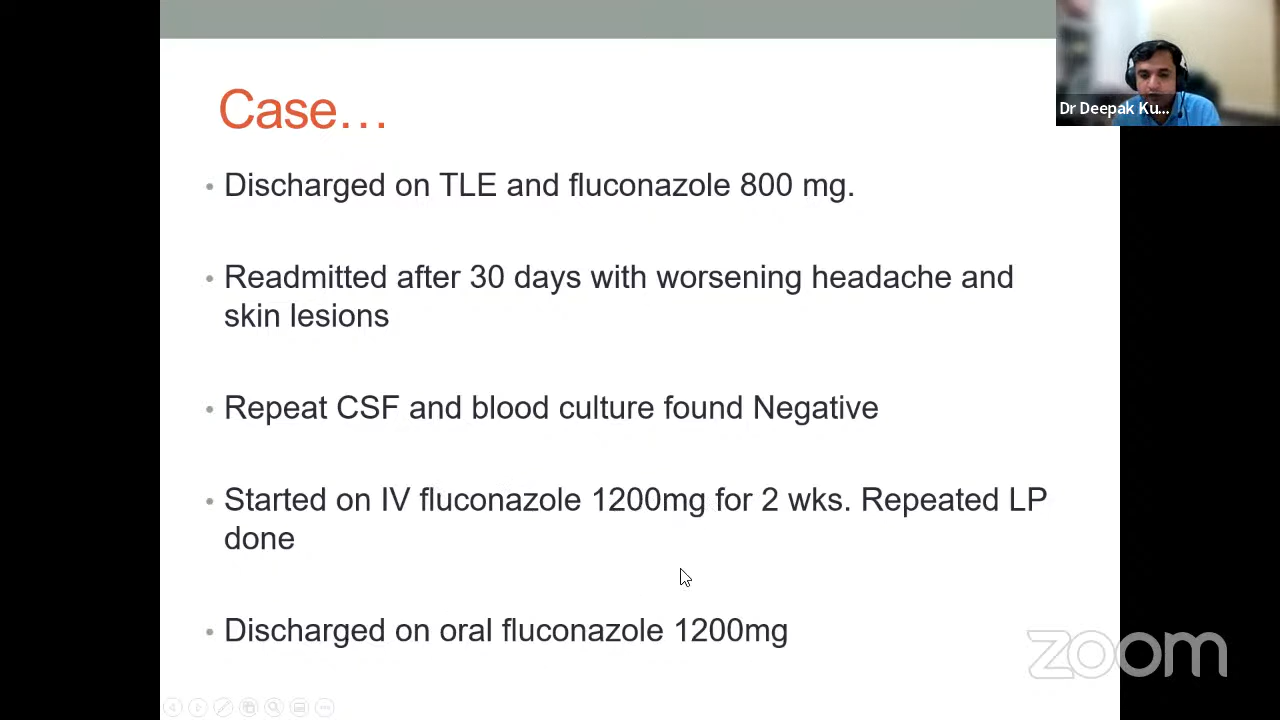 Case…
• Discharged on TLE and fluconazole 800 mg.
• Readmitted after 30 days with worsening headache and
skin lesions
• Repeat CSF and blood culture found Negative
• Started on IV fluconazole 1200mg for 2 wks. Repeated LP
done
• Discharged on oral fluconazole 1200mg
Dr Deepak Ku...
zoom